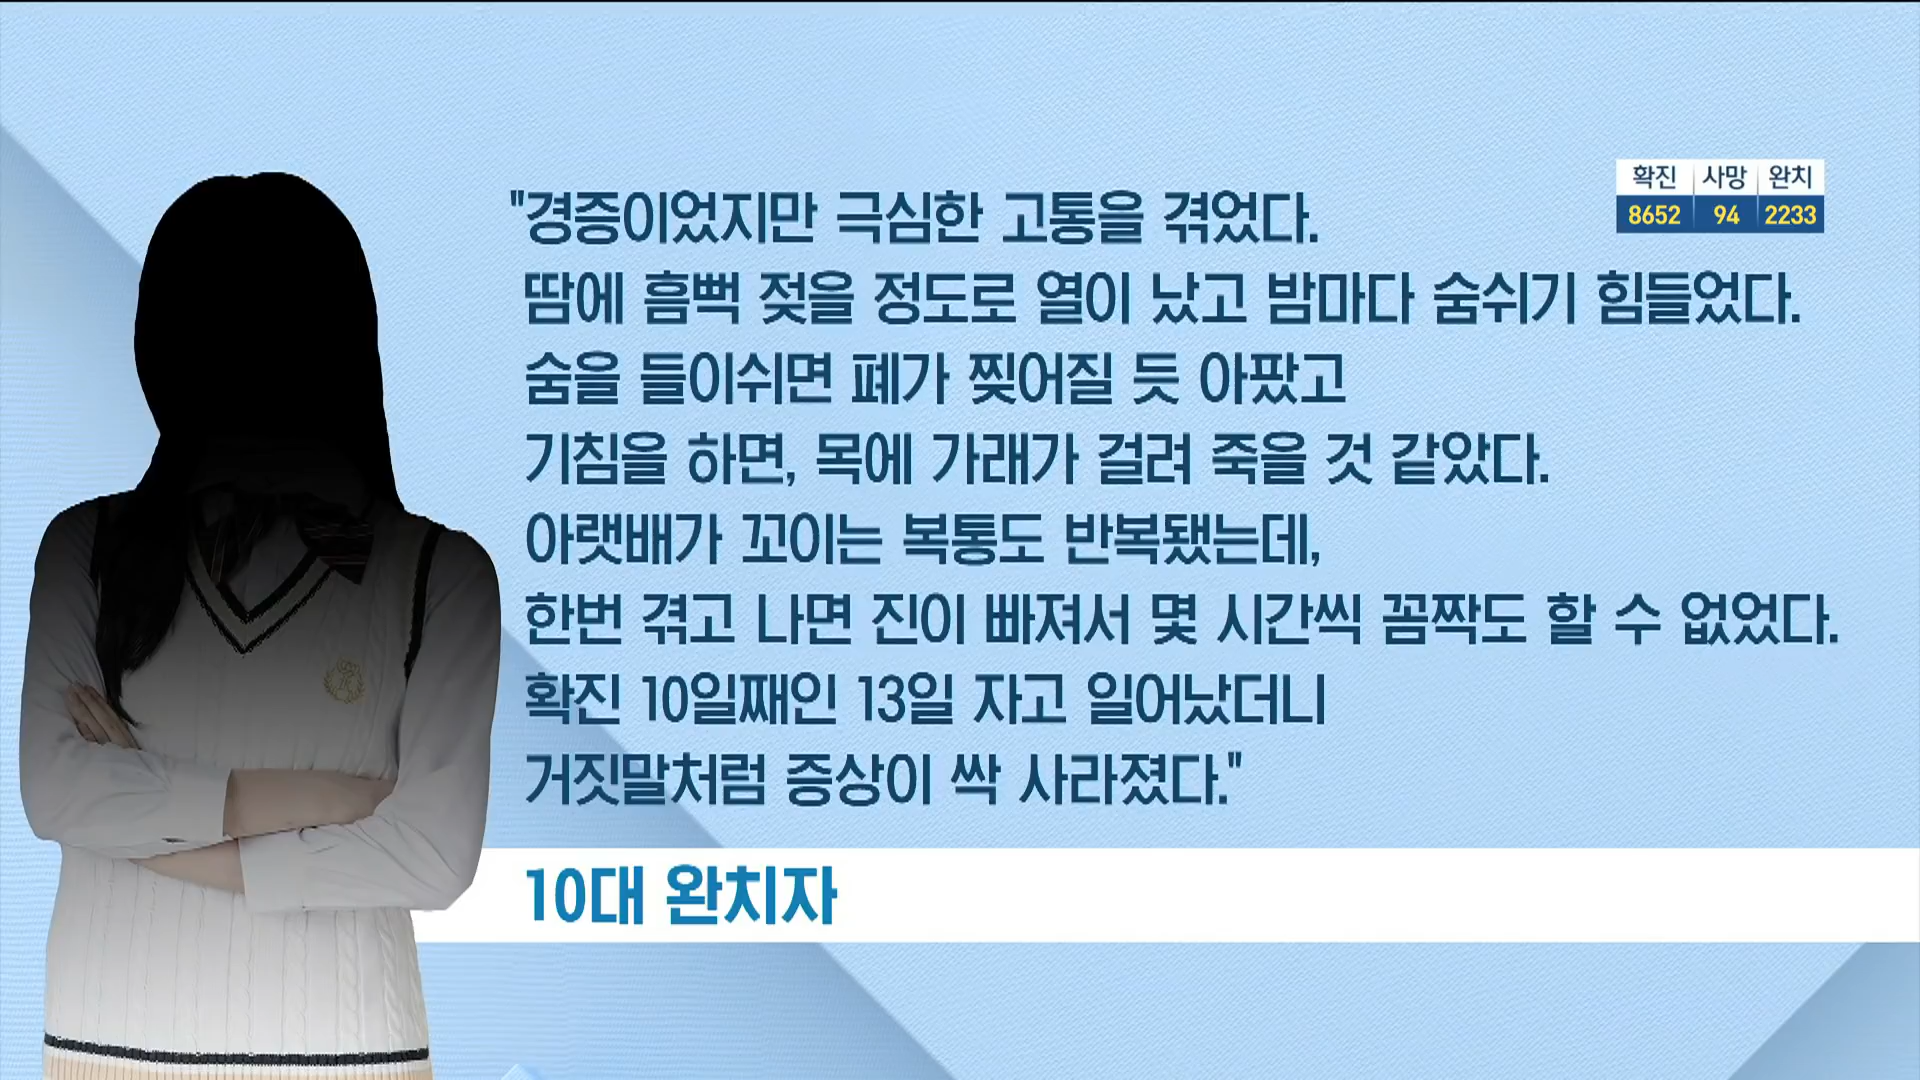 "경증이었지만 극심한 고통을 겪었다.
땀에 흠뻑 젖을 정도로 열이 났고 밤마다 숨쉬기 힘들었다.
숨을 들이쉬면 폐가 찢어질 듯 아팠고
기침을 하면, 목에 가래가 걸려 죽을 것 같았다.
아랫배가 꼬이는 복통도 반복됐는데,
한번 겪고 나면 진이 빠져서 몇 시간씩 꼼짝도 할 수 없었다.
확진 10일째인 13일 자고 일어났더니
거짓말처럼 증상이 싹 사라졌다."
10대 완치자
확진 사망 완치
8652 94 2233